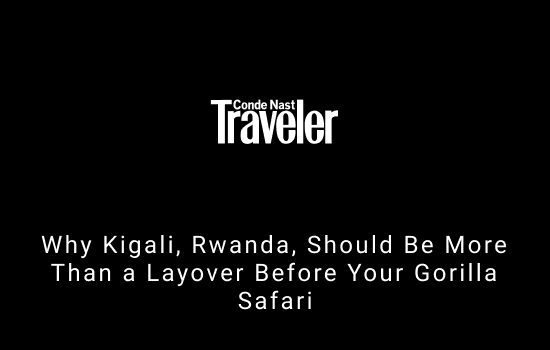 Conde Nast
Traveler
Why Kigali, Rwanda, Should Be More
Than a Layover Before Your Gorilla
Safari